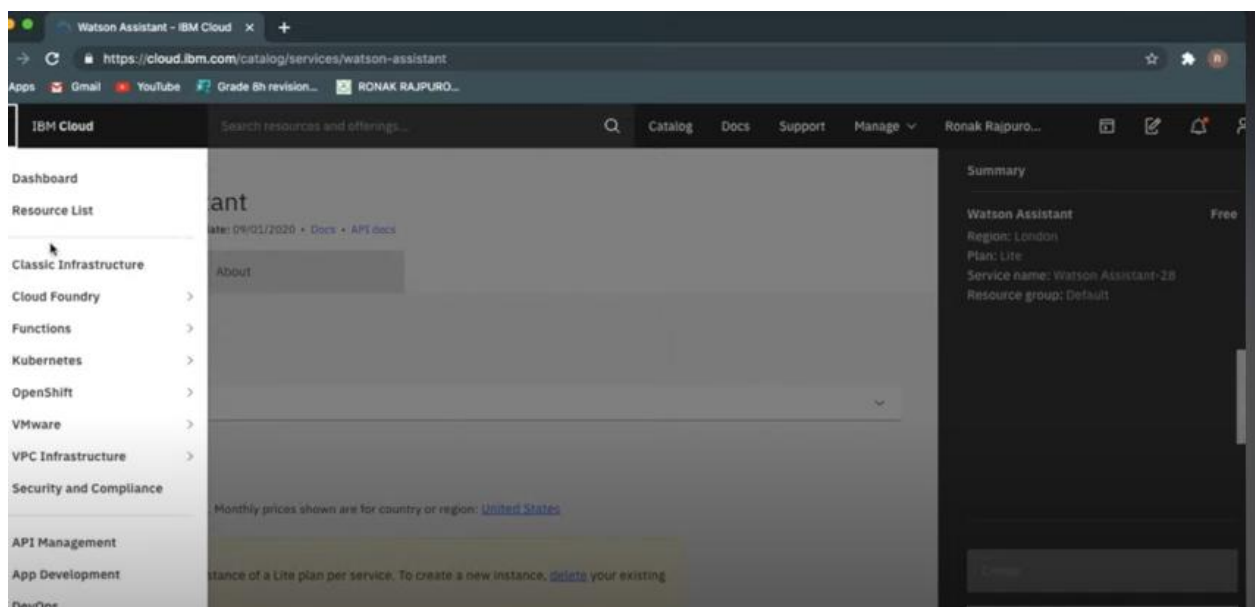 Watson Assistant - IBM Cloud
https://cloud.ibm.com/catalog/services/watson-assistant
Apps Gmail YouTube Grade 8h revision... RONAK RAJPURO...
IBM Cloud Search resources and offerings... Catalog Docs Support Manage Ronak Rajpuro...
Dashboard
Resource List
Classic Infrastructure
Cloud Foundry
Functions
Kubernetes
OpenShift
VMware
VPC Infrastructure
Security and Compliance
API Management
App Development
DevOps
ant
ate: 09/01/2020 • Docs • API docs
About
. Monthly prices shown are for country or region: United States
stance of a Lite plan per service. To create a new instance, delete your existing
Summary
Watson Assistant Free
Region: London
Plan: Lite
Service name: Watson Assistant-28
Resource group: Default
Create